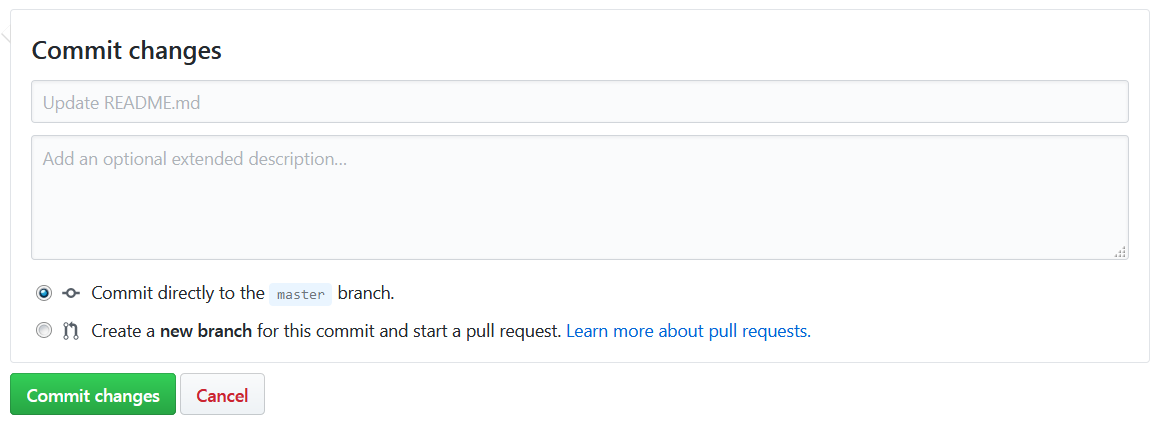 Commit changes
Update README.md
Add an optional extended description...
Commit directly to the master branch.
Create a new branch for this commit and start a pull request. Learn more about pull requests.
Commit changes Cancel